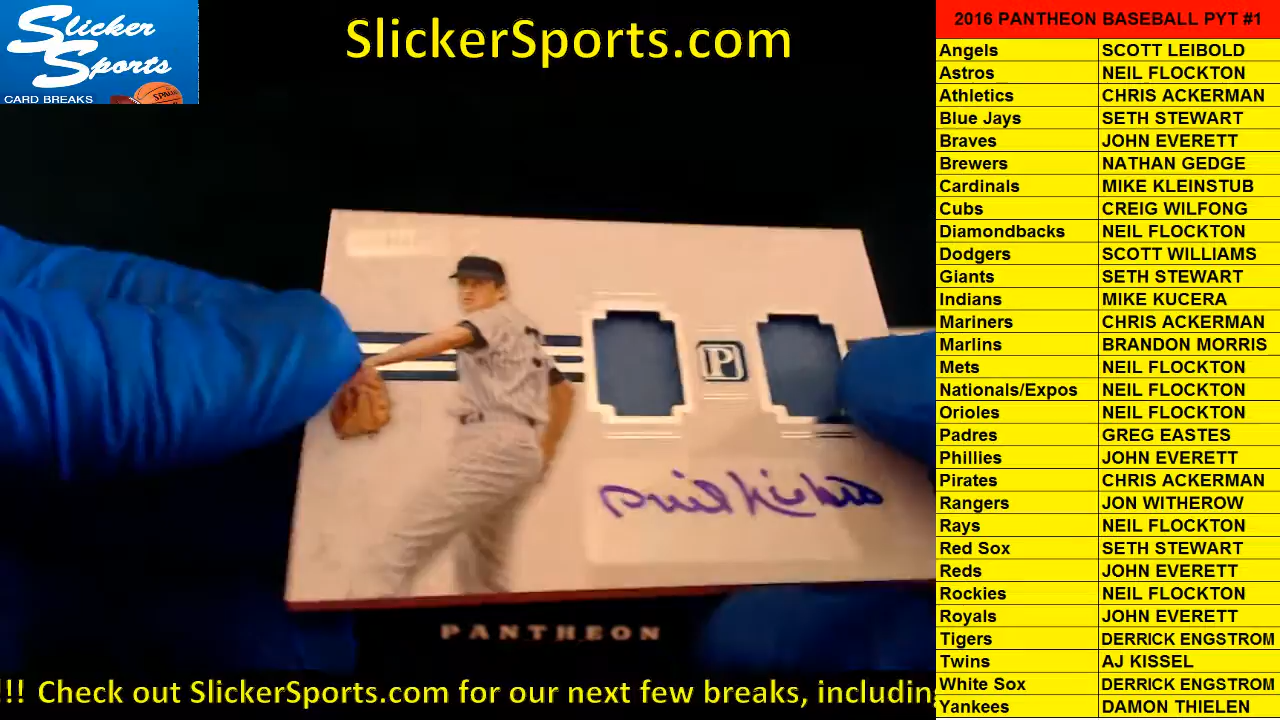 Slicker
Sports
CARD BREAKS
SPALDING
SlickerSports.com
P
Phil Niekro
PANTHEON
!!! Check out SlickerSports.com for our next few breaks, including
2016 PANTHEON BASEBALL PYT #1
Angels SCOTT LEIBOLD
Astros NEIL FLOCKTON
Athletics CHRIS ACKERMAN
Blue Jays SETH STEWART
Braves JOHN EVERETT
Brewers NATHAN GEDGE
Cardinals MIKE KLEINSTUB
Cubs CREIG WILFONG
Diamondbacks NEIL FLOCKTON
Dodgers SCOTT WILLIAMS
Giants SETH STEWART
Indians MIKE KUCERA
Mariners CHRIS ACKERMAN
Marlins BRANDON MORRIS
Mets NEIL FLOCKTON
Nationals/Expos NEIL FLOCKTON
Orioles NEIL FLOCKTON
Padres GREG EASTES
Phillies JOHN EVERETT
Pirates CHRIS ACKERMAN
Rangers JON WITHEROW
Rays NEIL FLOCKTON
Red Sox SETH STEWART
Reds JOHN EVERETT
Rockies NEIL FLOCKTON
Royals JOHN EVERETT
Tigers DERRICK ENGSTROM
Twins AJ KISSEL
White Sox DERRICK ENGSTROM
Yankees DAMON THIELEN